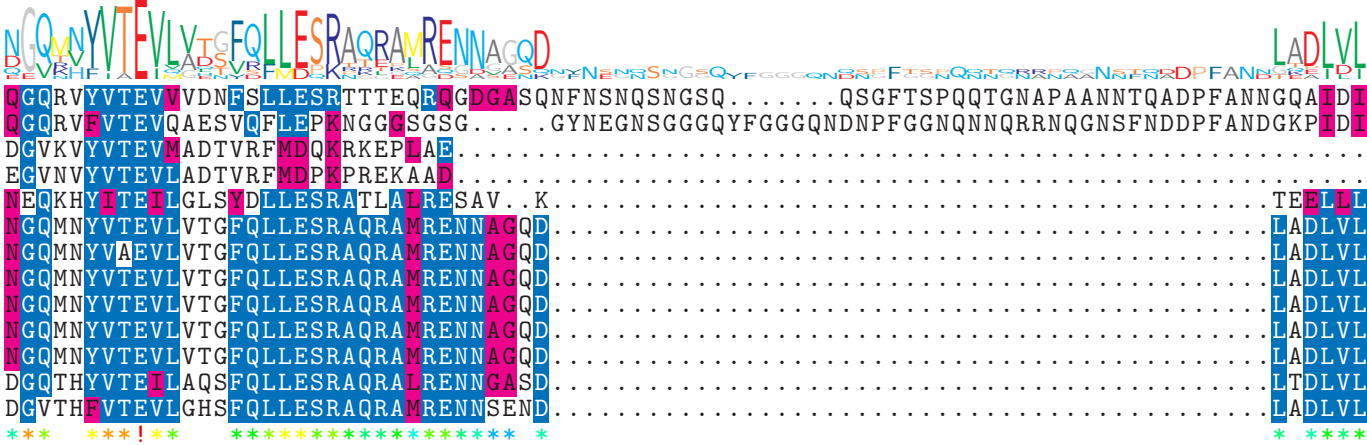 NGQMNYVTEVLVTGFQLLESRAQRAMRENNAGQD LADLVL
QGQRVYVTEVVVDNFSLLESRTTTEQRQGDGASQNFNSNQSNGSQ.......QSGFTSPQQTGNAPAANNTQADPFANNGQAIDI
QGQRVFVTEVQAESVQFLEPKNGGGSGSG.....GYNEGNSGGGQYFGGGQNDNPFGGNQNNQRRNQGNSFNDDPFANDGKPIDI
DGVKVYVTEVMADTVRFMDQKRKEPLAE.........................................................
EGVNVYVTEVLADTVRFMDPKPREKAAD.........................................................
NEQKHYITEILGLSYDLLESRATLALRESAV..K.............................................TEELLL
NGQMNYVTEVLVTGFQLLESRAQRAMRENNAGQD.............................................LADLVL
NGQMNYVAEVLVTGFQLLESRAQRAMRENNAGQD.............................................LADLVL
NGQMNYVTEVLVTGFQLLESRAQRAMRENNAGQD.............................................LADLVL
NGQMNYVTEVLVTGFQLLESRAQRAMRENNAGQD.............................................LADLVL
NGQMNYVTEVLVTGFQLLESRAQRAMRENNAGQD.............................................LADLVL
NGQMNYVTEVLVTGFQLLESRAQRAMRENNAGQD.............................................LADLVL
DGQTHYVTEILAQSFQLLESRAQRALRENNGASD.............................................LTDLVL
DGVTHFVTEVLGHSFQLLESRAQRAMRENNSEND.............................................LADLVL
*** ***!** ****************** * * ****